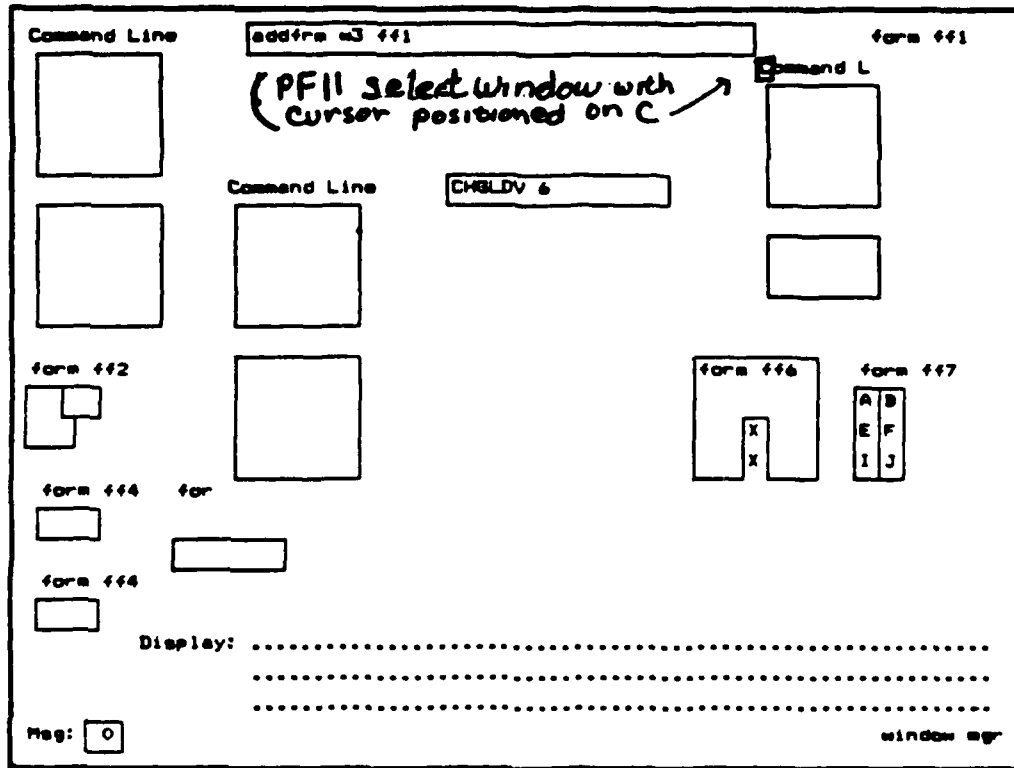 Command Line addfrm w3 ff1 form ff1
Command L
(PF11 select window with
cursor positioned on C
Command Line CHGLDV 6
form ff2 form ff6 form ff7
A B
X E F
X I J
form ff4 for
form ff4
Display: ................................................
................................................
................................................
Msg: 0 window mgr